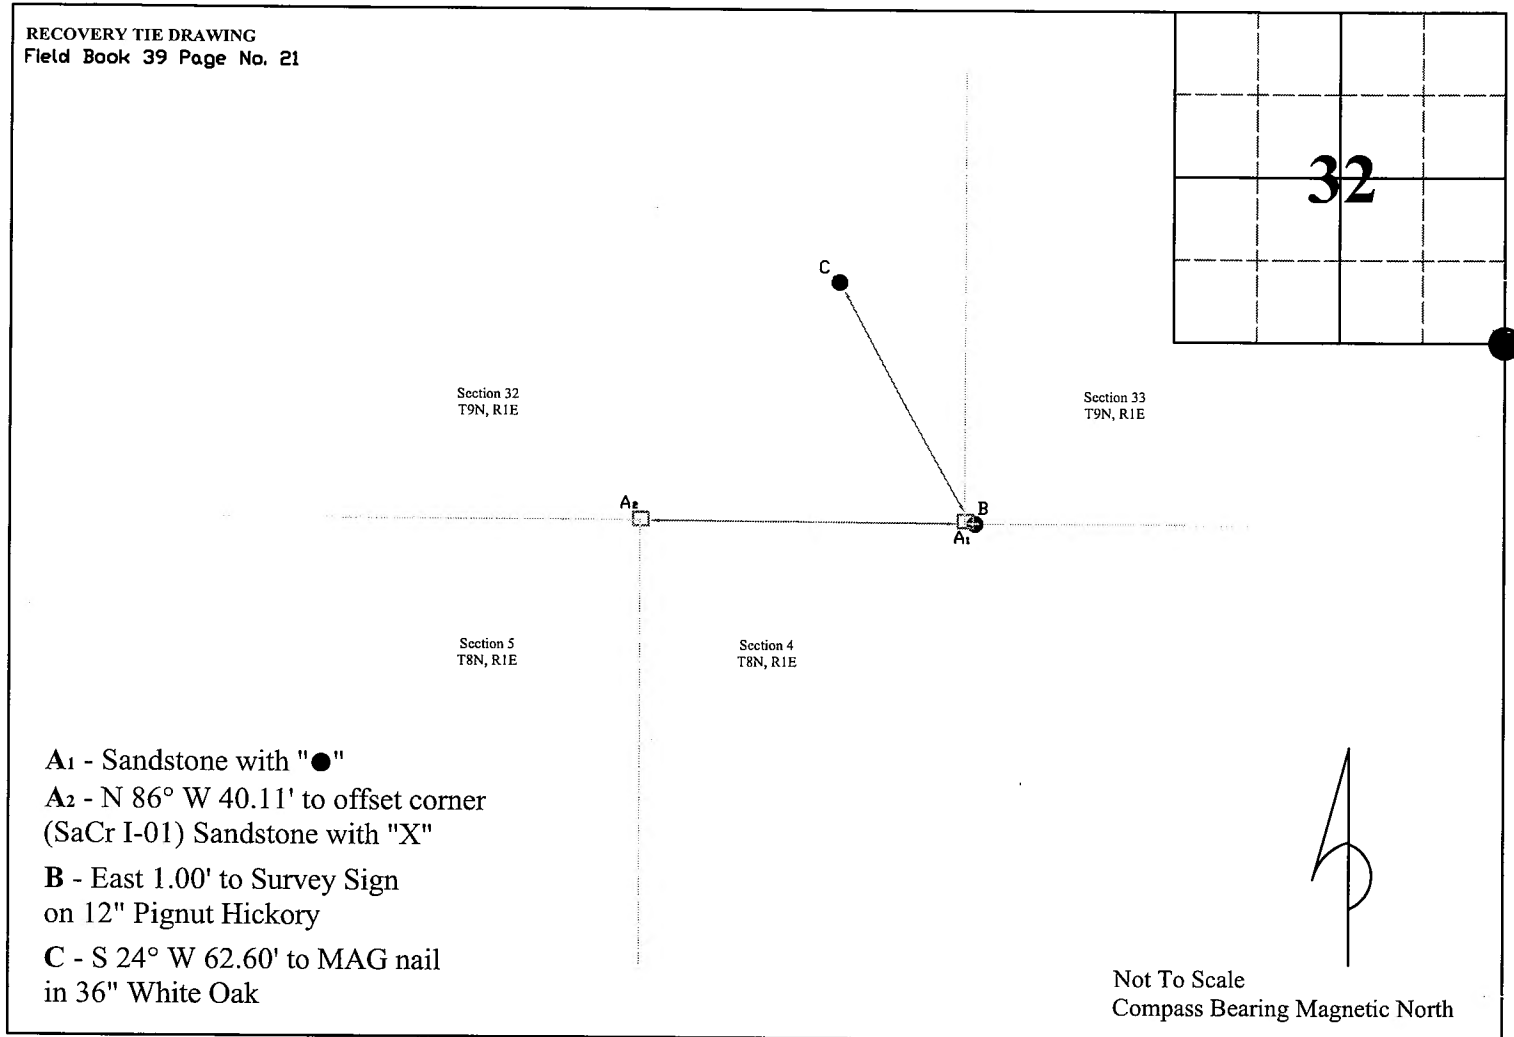 RECOVERY TIE DRAWING
Field Book 39 Page No. 21
32
C
Section 32
T9N, R1E
Section 33
T9N, R1E
A2
B
A1
Section 5
T8N, R1E
Section 4
T8N, R1E
A1 - Sandstone with "●"
A2 - N 86° W 40.11' to offset corner
(SaCr I-01) Sandstone with "X"
B - East 1.00' to Survey Sign
on 12" Pignut Hickory
C - S 24° W 62.60' to MAG nail
in 36" White Oak
Not To Scale
Compass Bearing Magnetic North